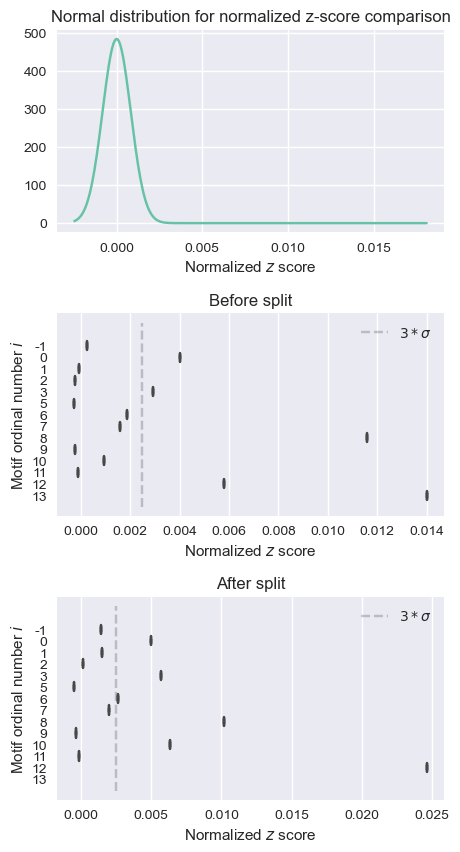 Normal distribution for normalized z-score comparison
500
400
300
200
100
0
0.000 0.005 0.010 0.015
Normalized z score
Before split
Motif ordinal number i
-1
0
1
2
3
5
6
7
8
9
10
11
12
13
3 * σ
0.000 0.002 0.004 0.006 0.008 0.010 0.012 0.014
Normalized z score
After split
Motif ordinal number i
-1
0
1
2
3
5
6
7
8
9
10
11
12
13
3 * σ
0.000 0.005 0.010 0.015 0.020 0.025
Normalized z score